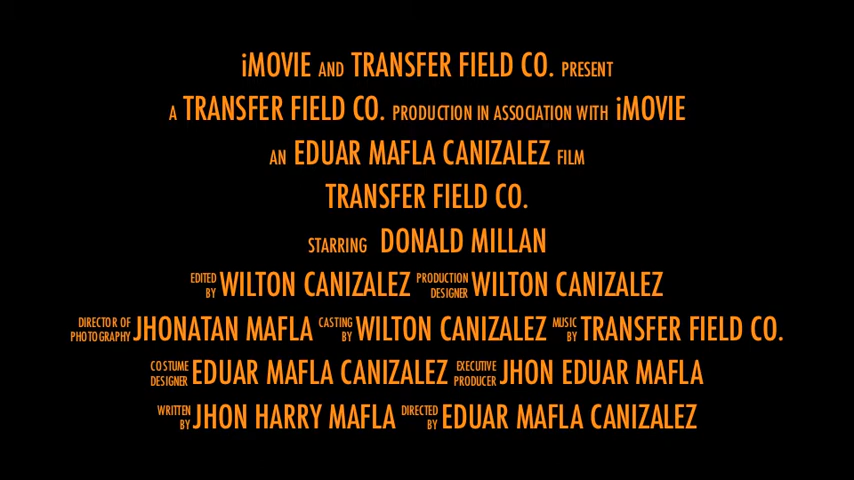 iMOVIE AND TRANSFER FIELD CO. PRESENT
A TRANSFER FIELD CO. PRODUCTION IN ASSOCIATION WITH iMOVIE
AN EDUAR MAFLA CANIZALEZ FILM
TRANSFER FIELD CO.
STARRING DONALD MILLAN
EDITED BY WILTON CANIZALEZ PRODUCTION DESIGNER WILTON CANIZALEZ
DIRECTOR OF PHOTOGRAPHY JHONATAN MAFLA CASTING BY WILTON CANIZALEZ MUSIC BY TRANSFER FIELD CO.
COSTUME DESIGNER EDUAR MAFLA CANIZALEZ EXECUTIVE PRODUCER JHON EDUAR MAFLA
WRITTEN BY JHON HARRY MAFLA DIRECTED BY EDUAR MAFLA CANIZALEZ